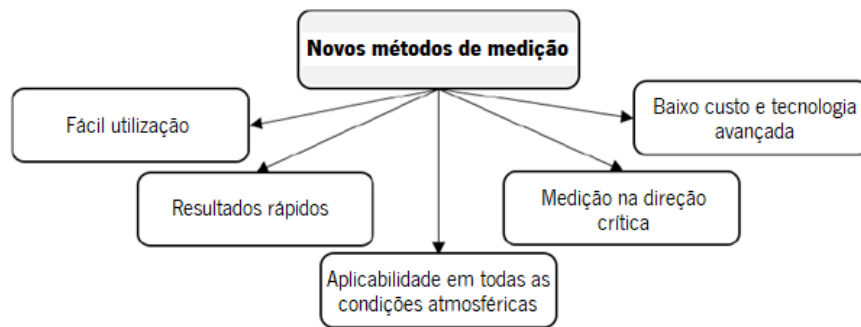 Novos métodos de medição
Fácil utilização
Baixo custo e tecnologia
avançada
Resultados rápidos
Medição na direção
crítica
Aplicabilidade em todas as
condições atmosféricas